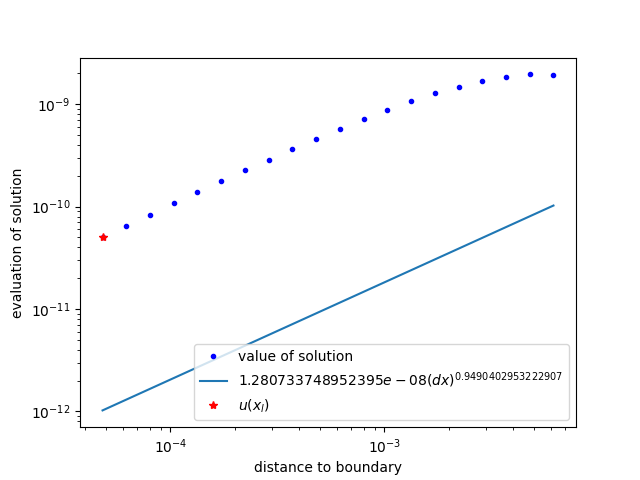 evaluation of solution
10⁻⁹
10⁻¹⁰
10⁻¹¹
10⁻¹²
value of solution
1.280733748952395e − 08(dx)^0.9490402953222907
u(x_l)
10⁻⁴
10⁻³
distance to boundary